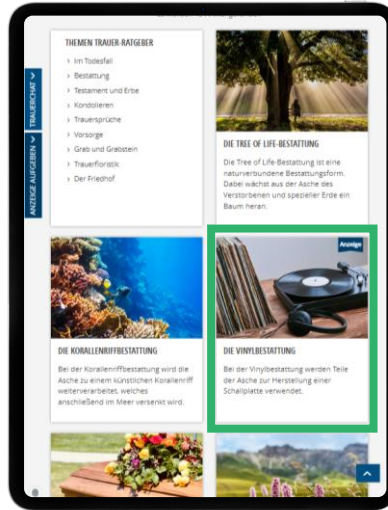 THEMEN TRAUER-RATGEBER
› Im Todesfall
› Bestattung
› Testament und Erbe
› Kondolieren
› Trauersprüche
› Vorsorge
› Grab und Grabstein
› Trauerfloristik
› Der Friedhof
TRAUERCHAT
ANZEIGE AUFGEBEN
DIE TREE OF LIFE-BESTATTUNG
Die Tree of Life-Bestattung ist eine
naturverbundene Bestattungsform.
Dabei wächst aus der Asche des
Verstorbenen und spezieller Erde ein
Baum heran.
DIE KORALLENRIFFBESTATTUNG
Bei der Korallenriffbestattung wird die
Asche zu einem künstlichen Korallenriff
weiterverarbeitet, welches
anschließend im Meer versenkt wird.
Anzeige
DIE VINYLBESTATTUNG
Bei der Vinylbestattung werden Teile
der Asche zur Herstellung einer
Schallplatte verwendet.